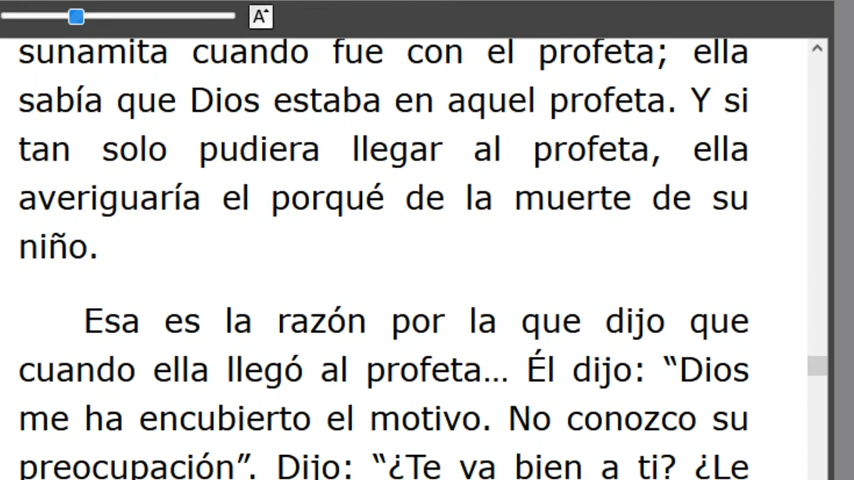 A
sunamita cuando fue con el profeta; ella
sabía que Dios estaba en aquel profeta. Y si
tan solo pudiera llegar al profeta, ella
averiguaría el porqué de la muerte de su
niño.
Esa es la razón por la que dijo que
cuando ella llegó al profeta... Él dijo: “Dios
me ha encubierto el motivo. No conozco su
preocupación”. Dijo: “¿Te va bien a ti? ¿Le